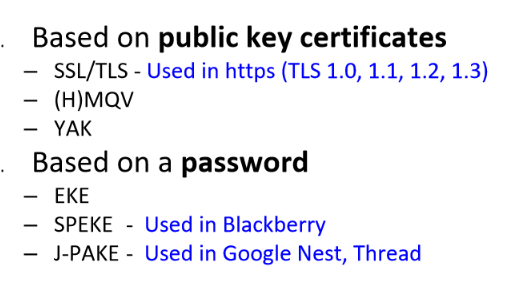 . Based on public key certificates
– SSL/TLS - Used in https (TLS 1.0, 1.1, 1.2, 1.3)
– (H)MQV
– YAK
. Based on a password
– EKE
– SPEKE - Used in Blackberry
– J-PAKE - Used in Google Nest, Thread